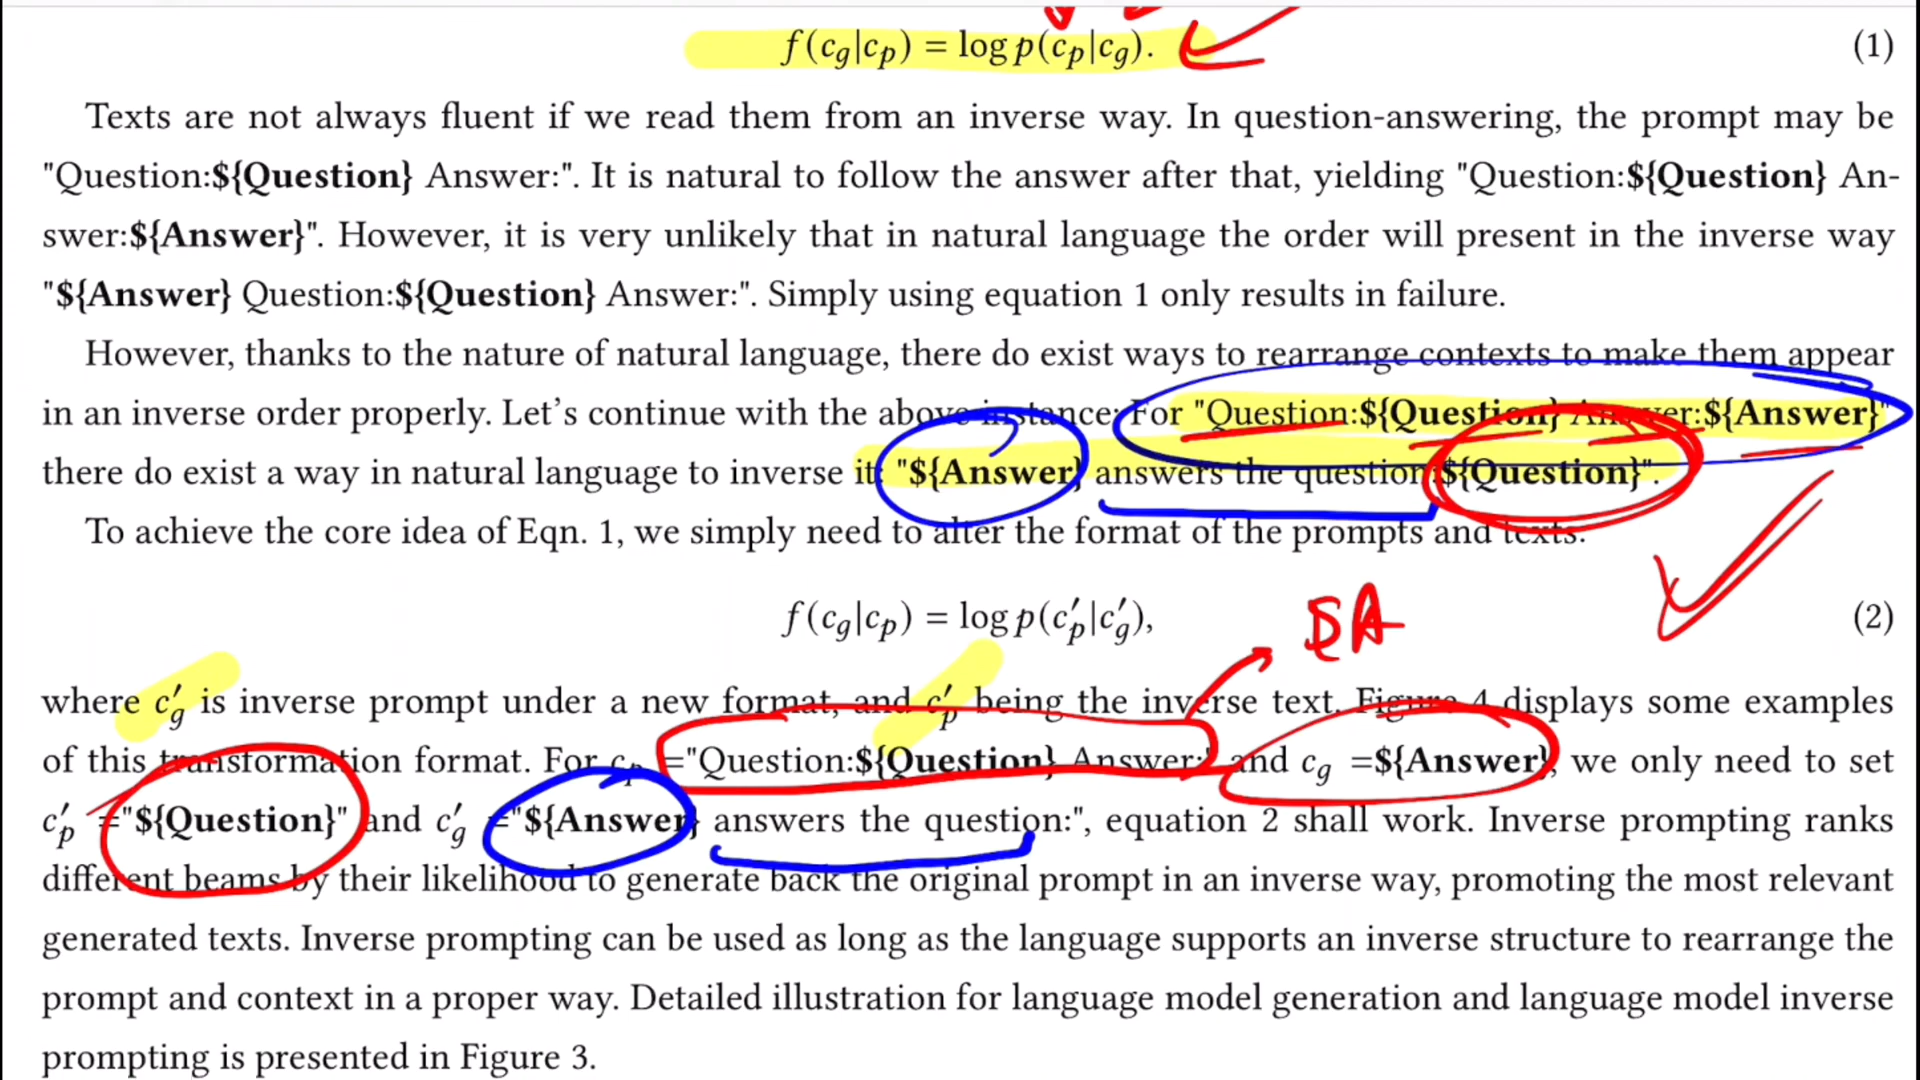 f(c_g|c_p) = log p(c_p|c_g). (1)
Texts are not always fluent if we read them from an inverse way. In question-answering, the prompt may be
"Question:${Question} Answer:". It is natural to follow the answer after that, yielding "Question:${Question} An-
swer:${Answer}". However, it is very unlikely that in natural language the order will present in the inverse way
"${Answer} Question:${Question} Answer:". Simply using equation 1 only results in failure.
However, thanks to the nature of natural language, there do exist ways to rearrange contexts to make them appear
in an inverse order properly. Let's continue with the above instance: For "Question:${Question} Answer:${Answer}"
there do exist a way in natural language to inverse it: "${Answer} answers the question:${Question}".
To achieve the core idea of Eqn. 1, we simply need to alter the format of the prompts and texts.
f(c_g|c_p) = log p(c′_p|c′_g), (2)
where c′_g is inverse prompt under a new format, and c′_p being the inverse text. Figure 4 displays some examples
of this transformation format. For c_p ="Question:${Question} Answer:" and c_g =${Answer}, we only need to set
c′_p ="${Question}" and c′_g ="${Answer} answers the question:", equation 2 shall work. Inverse prompting ranks
different beams by their likelihood to generate back the original prompt in an inverse way, promoting the most relevant
generated texts. Inverse prompting can be used as long as the language supports an inverse structure to rearrange the
prompt and context in a proper way. Detailed illustration for language model generation and language model inverse
prompting is presented in Figure 3.